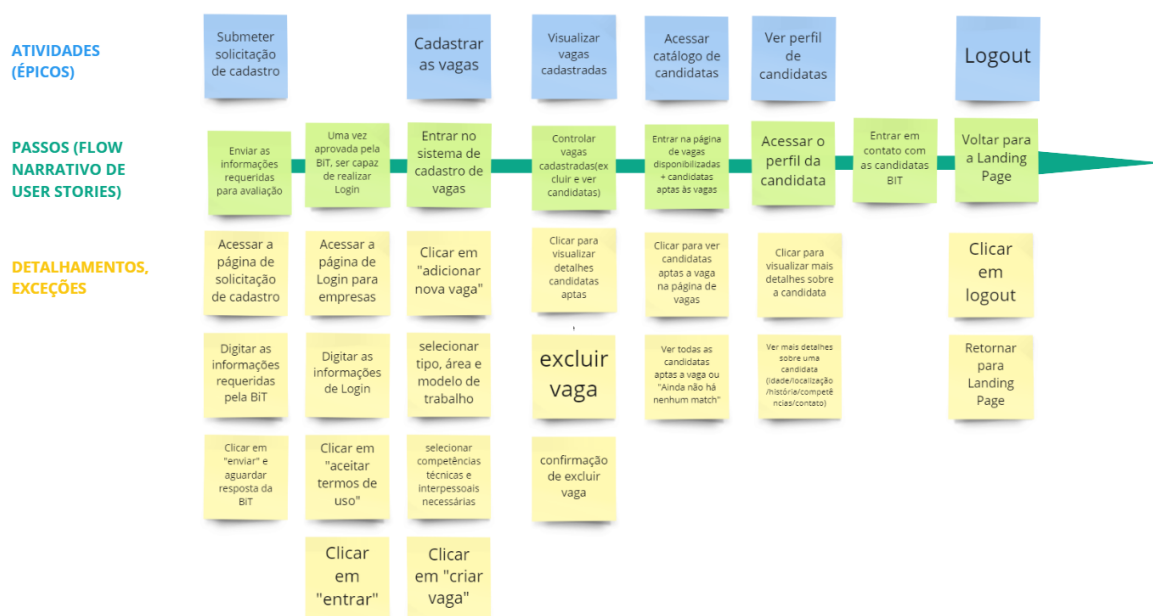 ATIVIDADES
(ÉPICOS)
Submeter
solicitação
de cadastro
Cadastrar
as vagas
Visualizar
vagas
cadastradas
Acessar
catálogo de
candidatas
Ver perfil
de
candidatas
Logout
PASSOS (FLOW
NARRATIVO DE
USER STORIES)
Enviar as
informações
requeridas
para avaliação
Uma vez
aprovada pela
BiT, ser capaz
de realizar
Login
Entrar no
sistema de
cadastro de
vagas
Controlar
vagas
cadastradas(ex
cluir e ver
candidatas)
Entrar na página
de vagas
disponibilizadas
+ candidatas
aptas às vagas
Acessar o
perfil da
candidata
Entrar em
contato com
as candidatas
BIT
Voltar para
a Landing
Page
DETALHAMENTOS,
EXCEÇÕES
Acessar a
página de
solicitação
de cadastro
Acessar a
página de
Login para
empresas
Clicar em
"adicionar
nova vaga"
Clicar para
visualizar
detalhes
candidatas
aptas
Clicar para ver
candidatas
aptas a vaga
na página de
vagas
Clicar para
visualizar mais
detalhes sobre
a candidata
Clicar
em
logout
Digitar as
informações
requeridas
pela BiT
Digitar as
informações
de Login
selecionar
tipo, área e
modelo de
trabalho
excluir
vaga
Ver todas as
candidatas
aptas a vaga ou
"Ainda não há
nenhum match"
Ver mais detalhes
sobre uma
candidata
(idade/localização
/história/competê
ncias/contato)
Retornar
para
Landing
Page
Clicar em
"enviar" e
aguardar
resposta da
BiT
Clicar em
"aceitar
termos de
uso"
selecionar
competências
técnicas e
interpessoais
necessárias
confirmação
de excluir
vaga
Clicar
em
"entrar"
Clicar
em "criar
vaga"